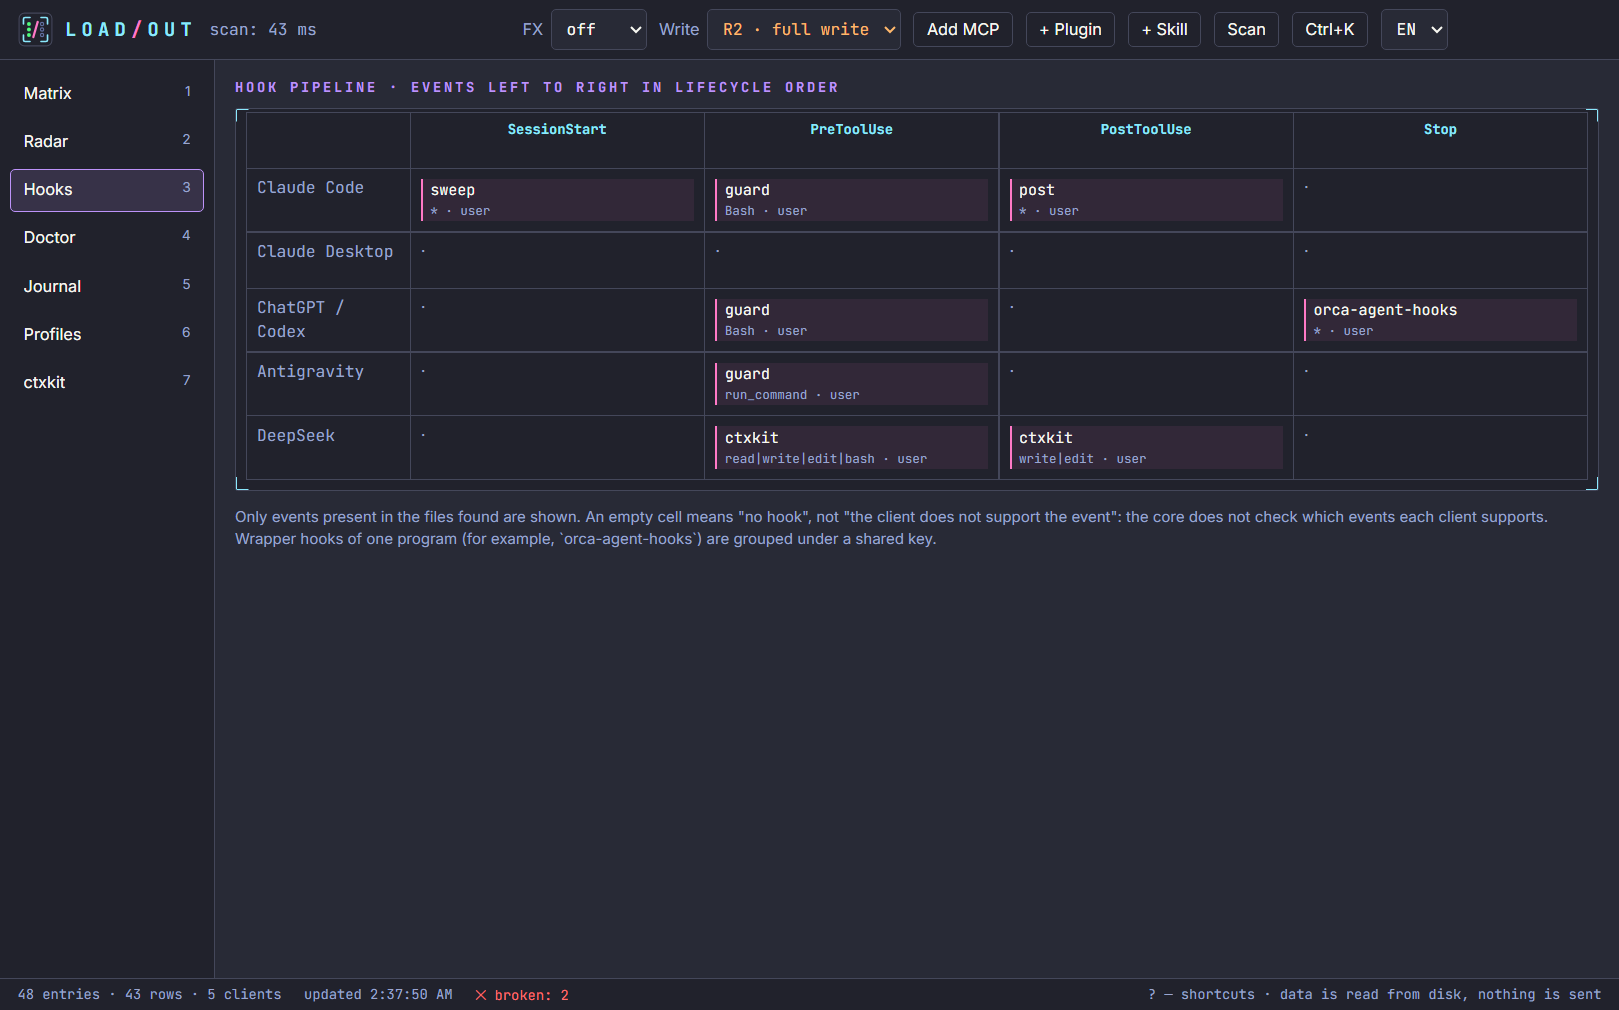 LOAD/OUT scan: 43 ms FX off Write R2 · full write Add MCP + Plugin + Skill Scan Ctrl+K EN
Matrix 1
Radar 2
Hooks 3
Doctor 4
Journal 5
Profiles 6
ctxkit 7
HOOK PIPELINE · EVENTS LEFT TO RIGHT IN LIFECYCLE ORDER
SessionStart PreToolUse PostToolUse Stop
Claude Code sweep guard post ·
* · user Bash · user * · user
Claude Desktop · · · ·
ChatGPT / · guard · orca-agent-hooks
Codex Bash · user * · user
Antigravity · guard · ·
run_command · user
DeepSeek · ctxkit ctxkit ·
read|write|edit|bash · user write|edit · user
Only events present in the files found are shown. An empty cell means "no hook", not "the client does not support the event": the core does not check which events each client supports.
Wrapper hooks of one program (for example, `orca-agent-hooks`) are grouped under a shared key.
48 entries · 43 rows · 5 clients updated 2:37:50 AM ✕ broken: 2 ? — shortcuts · data is read from disk, nothing is sent